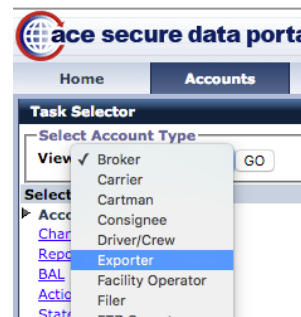 ace secure data porta
Home Accounts
Task Selector
Select Account Type
View ✓ Broker GO
Carrier
Cartman
Consignee
Driver/Crew
Exporter
Facility Operator
Filer
Select
Acco
Char
Repo
BAL
Actio
State